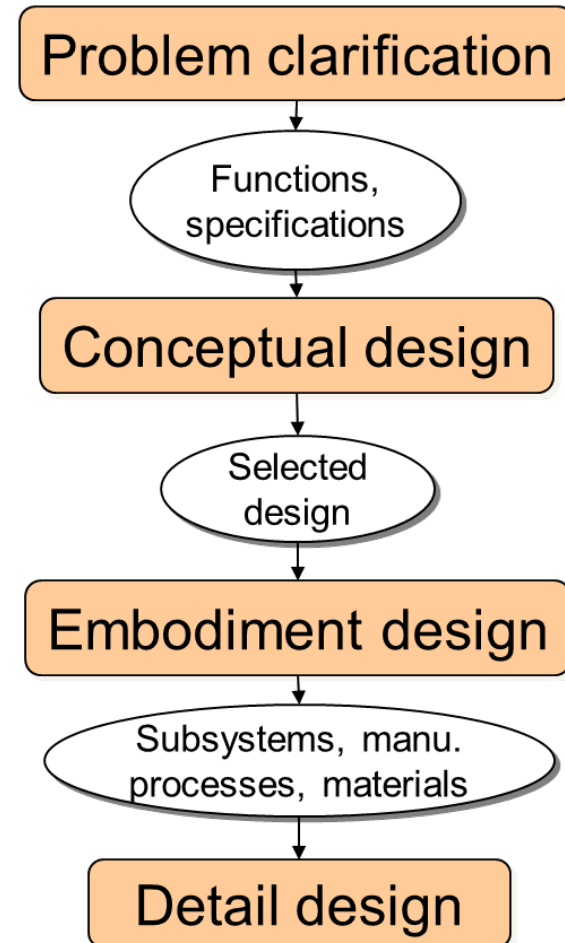 Problem clarification
Functions,
specifications
Conceptual design
Selected
design
Embodiment design
Subsystems, manu.
processes, materials
Detail design